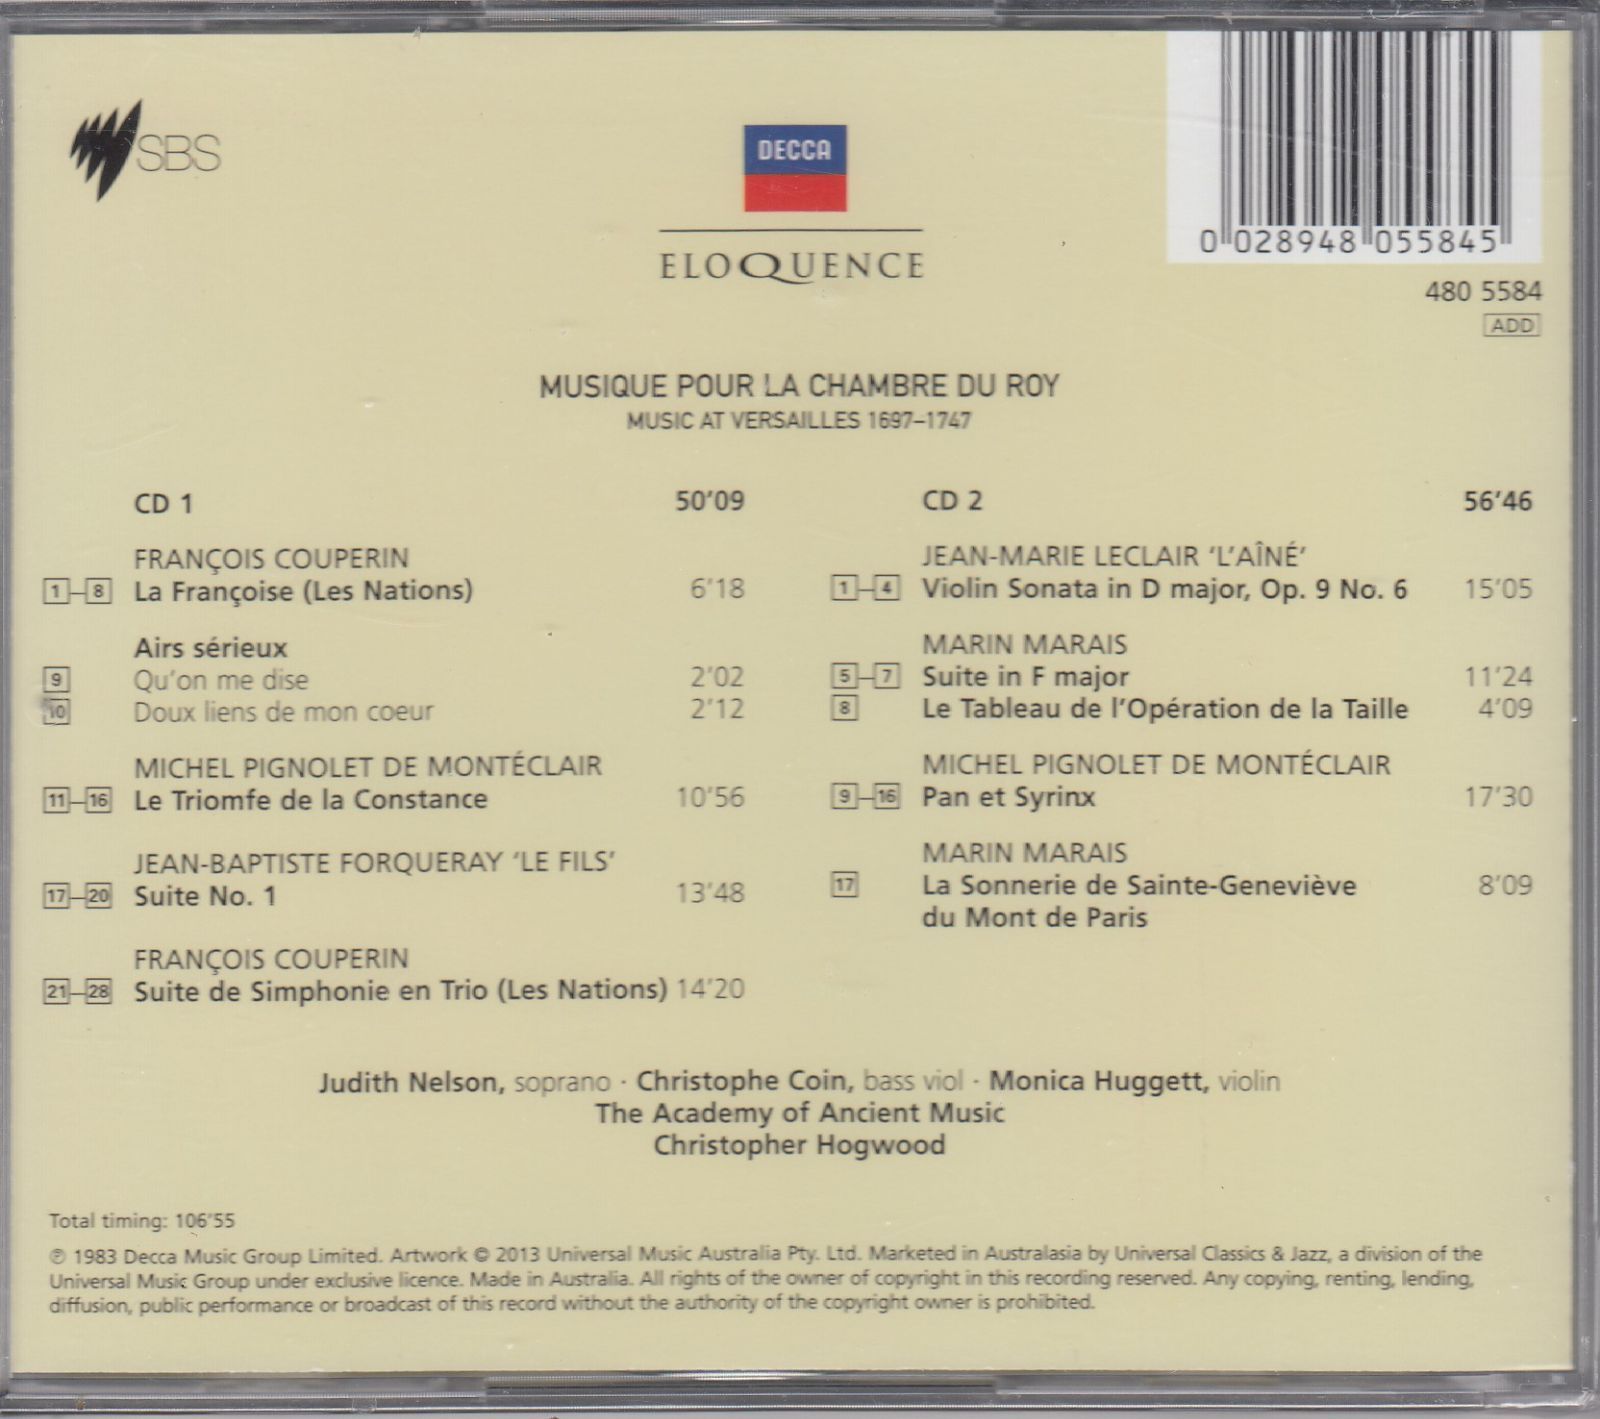 SBS
DECCA
ELOQUENCE
0 028948 055845
480 5584
ADD
MUSIQUE POUR LA CHAMBRE DU ROY
MUSIC AT VERSAILLES 1697–1747
CD 1 50'09
FRANÇOIS COUPERIN
1–8 La Françoise (Les Nations) 6'18
Airs sérieux
9 Qu'on me dise 2'02
10 Doux liens de mon coeur 2'12
MICHEL PIGNOLET DE MONTÉCLAIR
11–16 Le Triomfe de la Constance 10'56
JEAN-BAPTISTE FORQUERAY 'LE FILS'
17–20 Suite No. 1 13'48
FRANÇOIS COUPERIN
21–28 Suite de Simphonie en Trio (Les Nations) 14'20
CD 2 56'46
JEAN-MARIE LECLAIR 'L'AÎNÉ'
1–4 Violin Sonata in D major, Op. 9 No. 6 15'05
MARIN MARAIS
5–7 Suite in F major 11'24
8 Le Tableau de l'Opération de la Taille 4'09
MICHEL PIGNOLET DE MONTÉCLAIR
9–16 Pan et Syrinx 17'30
MARIN MARAIS
17 La Sonnerie de Sainte-Geneviève 8'09
du Mont de Paris
Judith Nelson, soprano · Christophe Coin, bass viol · Monica Huggett, violin
The Academy of Ancient Music
Christopher Hogwood
Total timing: 106'55
℗ 1983 Decca Music Group Limited. Artwork © 2013 Universal Music Australia Pty. Ltd. Marketed in Australasia by Universal Classics & Jazz, a division of the
Universal Music Group under exclusive licence. Made in Australia. All rights of the owner of copyright in this recording reserved. Any copying, renting, lending,
diffusion, public performance or broadcast of this record without the authority of the copyright owner is prohibited.